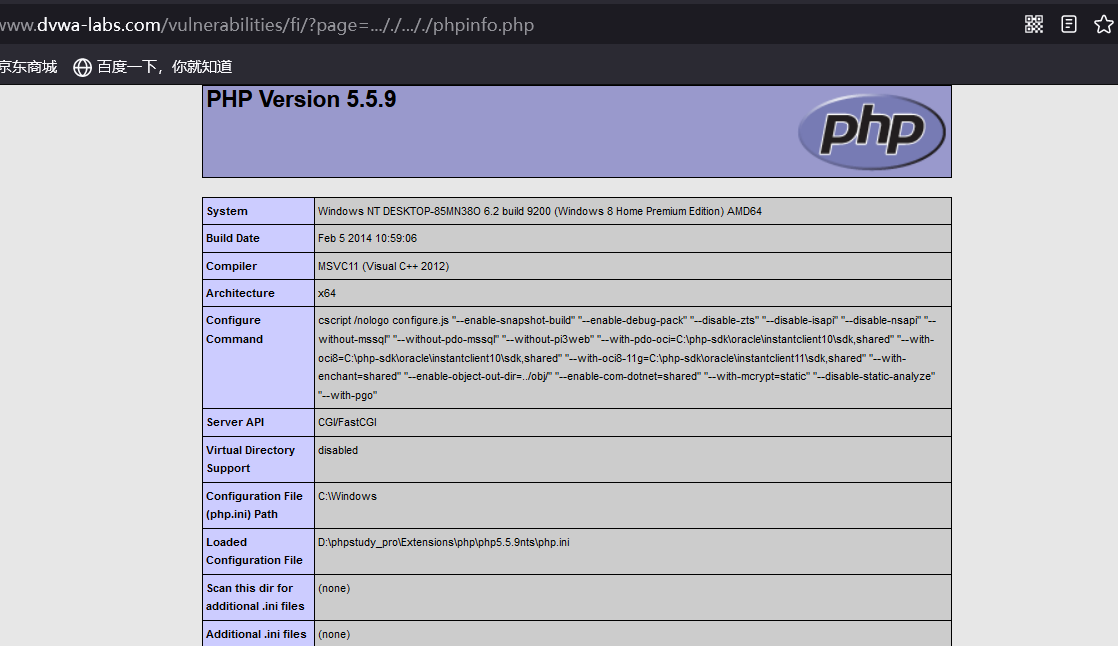 www.dvwa-labs.com/vulnerabilities/fi/?page=..././..././phpinfo.php
京东商城 百度一下，你就知道
PHP Version 5.5.9
php
System Windows NT DESKTOP-85MN38O 6.2 build 9200 (Windows 8 Home Premium Edition) AMD64
Build Date Feb 5 2014 10:59:06
Compiler MSVC11 (Visual C++ 2012)
Architecture x64
Configure cscript /nologo configure.js "--enable-snapshot-build" "--enable-debug-pack" "--disable-zts" "--disable-isapi" "--disable-nsapi" "--
Command without-mssql" "--without-pdo-mssql" "--without-pi3web" "--with-pdo-oci=C:\php-sdk\oracle\instantclient10\sdk,shared" "--with-
oci8=C:\php-sdk\oracle\instantclient10\sdk,shared" "--with-oci8-11g=C:\php-sdk\oracle\instantclient11\sdk,shared" "--with-
enchant=shared" "--enable-object-out-dir=../obj/" "--enable-com-dotnet=shared" "--with-mcrypt=static" "--disable-static-analyze"
"--with-pgo"
Server API CGI/FastCGI
Virtual Directory disabled
Support
Configuration File C:\Windows
(php.ini) Path
Loaded D:\phpstudy_pro\Extensions\php\php5.5.9nts\php.ini
Configuration File
Scan this dir for (none)
additional .ini files
Additional .ini files (none)